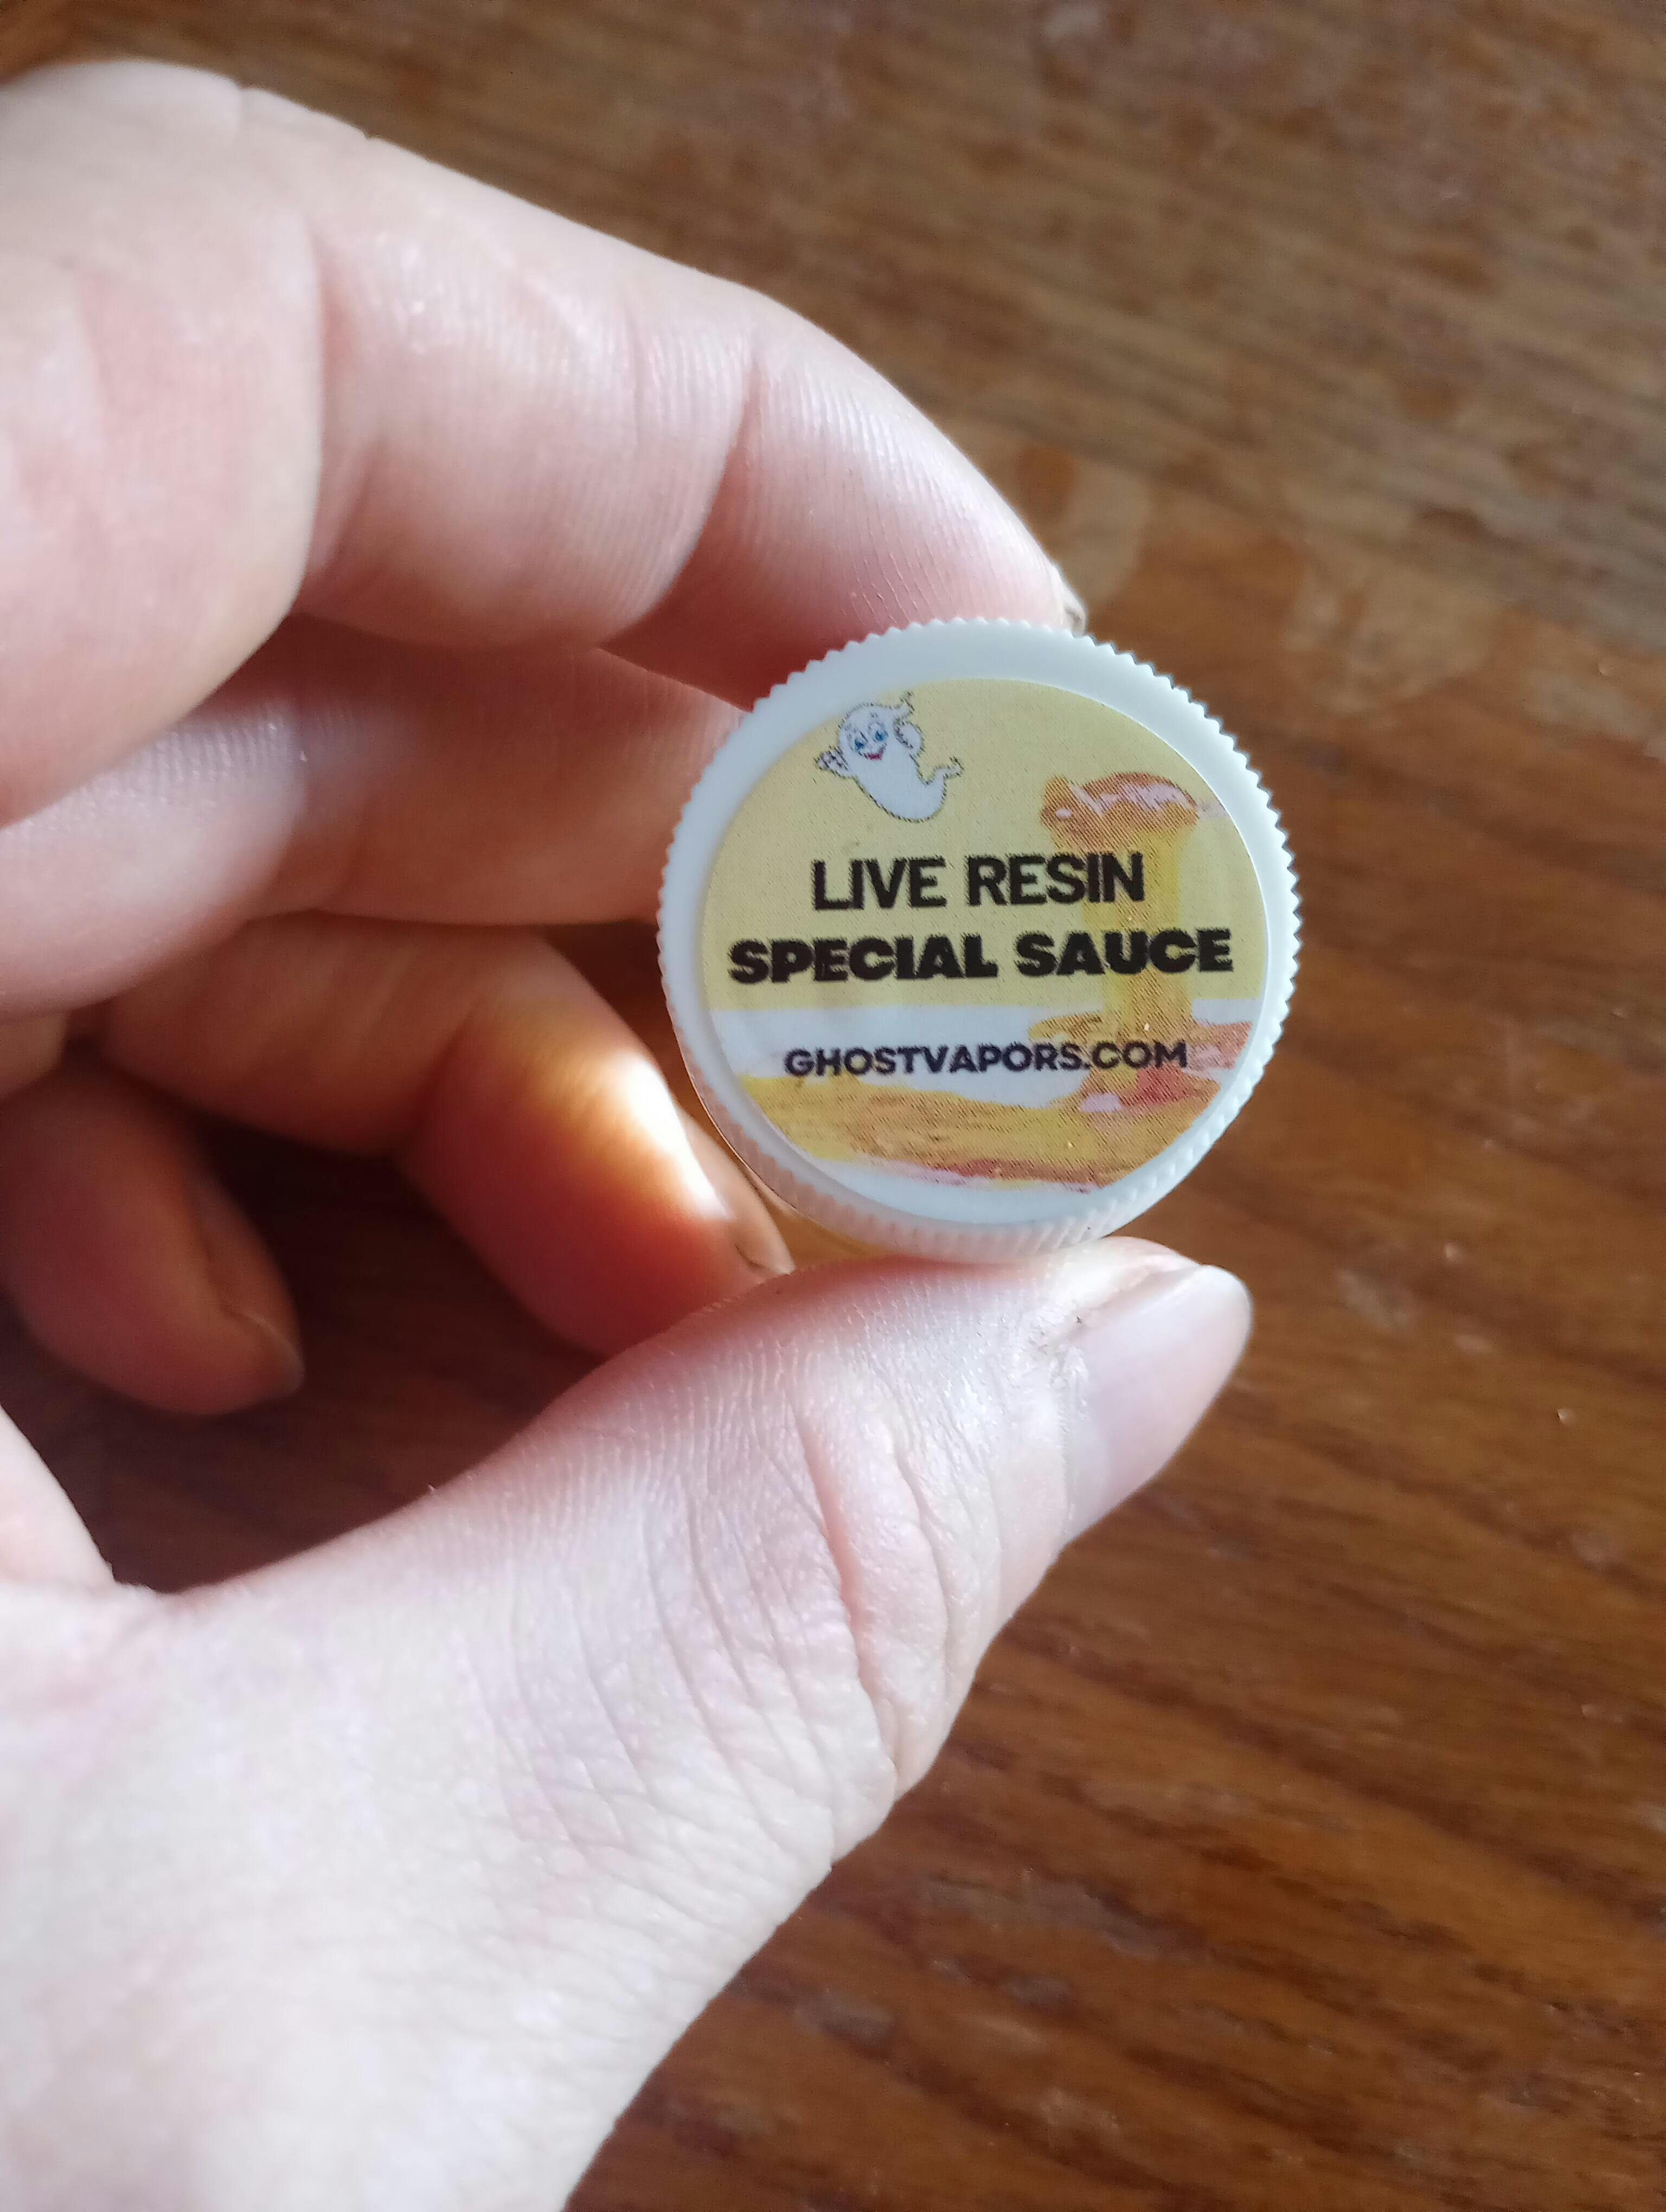 LIVE RESIN
SPECIAL SAUCE
GHOSTVAPORS.COM